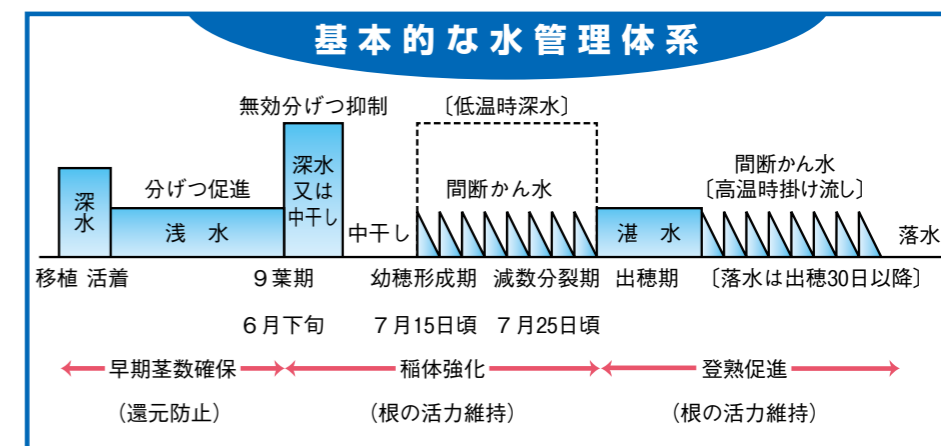 基本的な水管理体系
無効分げつ抑制
〔低温時深水〕
深水
分げつ促進
浅水
深水
又は
中干し
中干し
間断かん水
湛水
間断かん水
〔高温時掛け流し〕
落水
移植 活着 9葉期 幼穂形成期 減数分裂期 出穂期 〔落水は出穂30日以降〕
6月下旬 7月15日頃 7月25日頃
早期茎数確保 稲体強化 登熟促進
（還元防止） （根の活力維持） （根の活力維持）